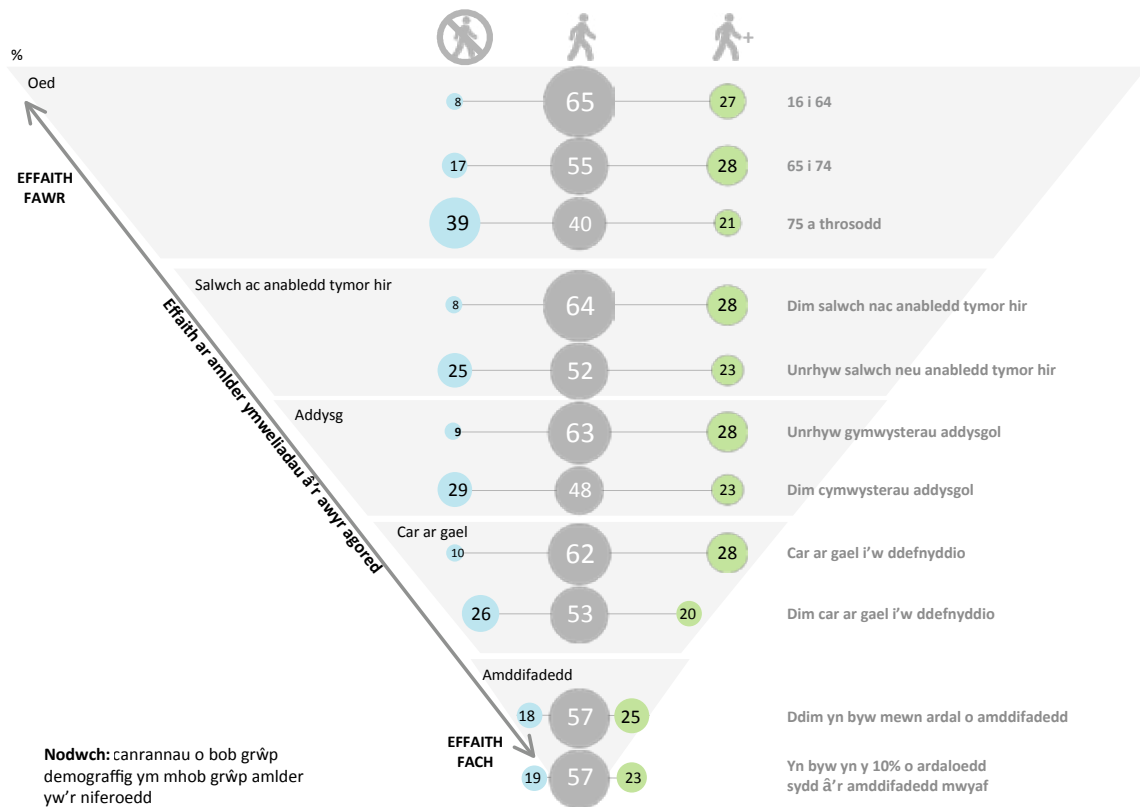 %
Oed
8 65 27 16 i 64
EFFAITH
FAWR
17 55 28 65 i 74
39 40 21 75 a throsodd
Salwch ac anabledd tymor hir
8 64 28 Dim salwch nac anabledd tymor hir
25 52 23 Unrhyw salwch neu anabledd tymor hir
Effaith ar amlder ymweliadau â'r awyr agored
Addysg
9 63 28 Unrhyw gymwysterau addysgol
29 48 23 Dim cymwysterau addysgol
Car ar gael
10 62 28 Car ar gael i'w ddefnyddio
26 53 20 Dim car ar gael i'w ddefnyddio
Amddifadedd
18 57 25 Ddim yn byw mewn ardal o amddifadedd
EFFAITH
FACH
19 57 23 Yn byw yn y 10% o ardaloedd
sydd â'r amddifadedd mwyaf
Nodwch: canrannau o bob grŵp
demograffig ym mhob grŵp amlder
yw'r niferoedd